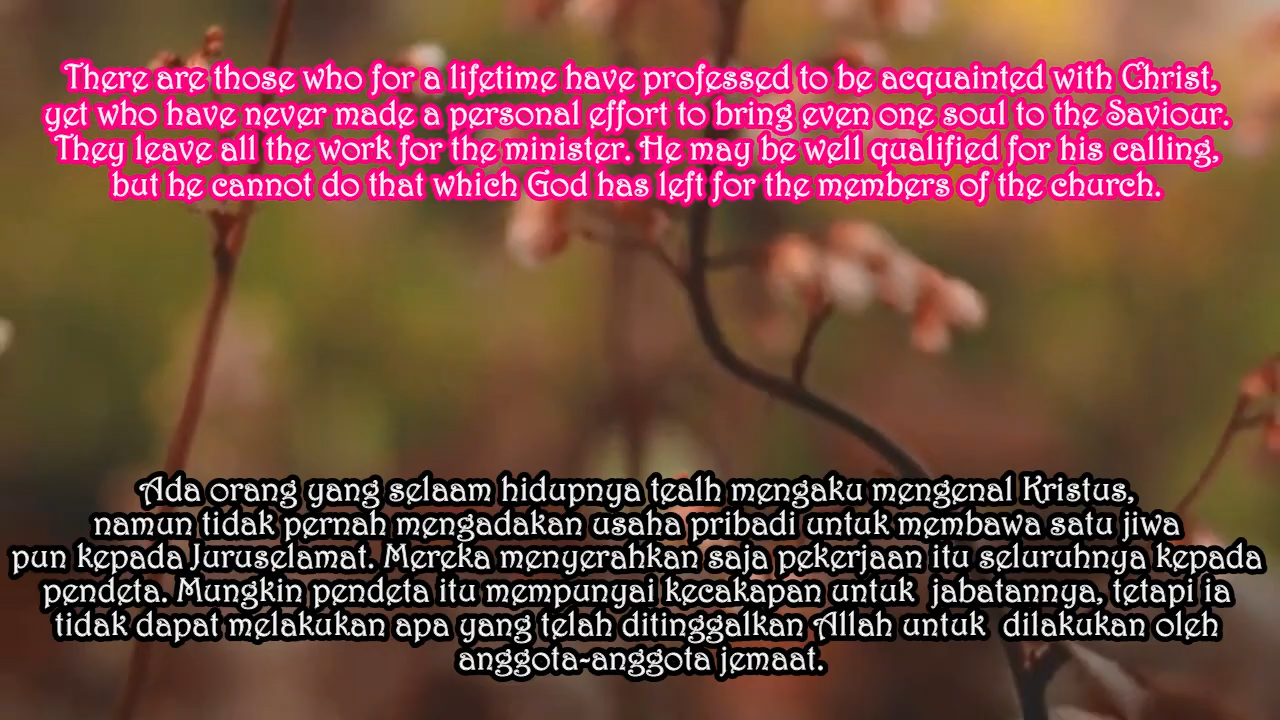 There are those who for a lifetime have professed to be acquainted with Christ,
yet who have never made a personal effort to bring even one soul to the Saviour.
They leave all the work for the minister. He may be well qualified for his calling,
but he cannot do that which God has left for the members of the church.
Ada orang yang selaam hidupnya tealh mengaku mengenal Kristus,
namun tidak pernah mengadakan usaha pribadi untuk membawa satu jiwa
pun kepada Juruselamat. Mereka menyerahkan saja pekerjaan itu seluruhnya kepada
pendeta. Mungkin pendeta itu mempunyai kecakapan untuk  jabatannya, tetapi ia
tidak dapat melakukan apa yang telah ditinggalkan Allah untuk  dilakukan oleh
anggota-anggota jemaat.